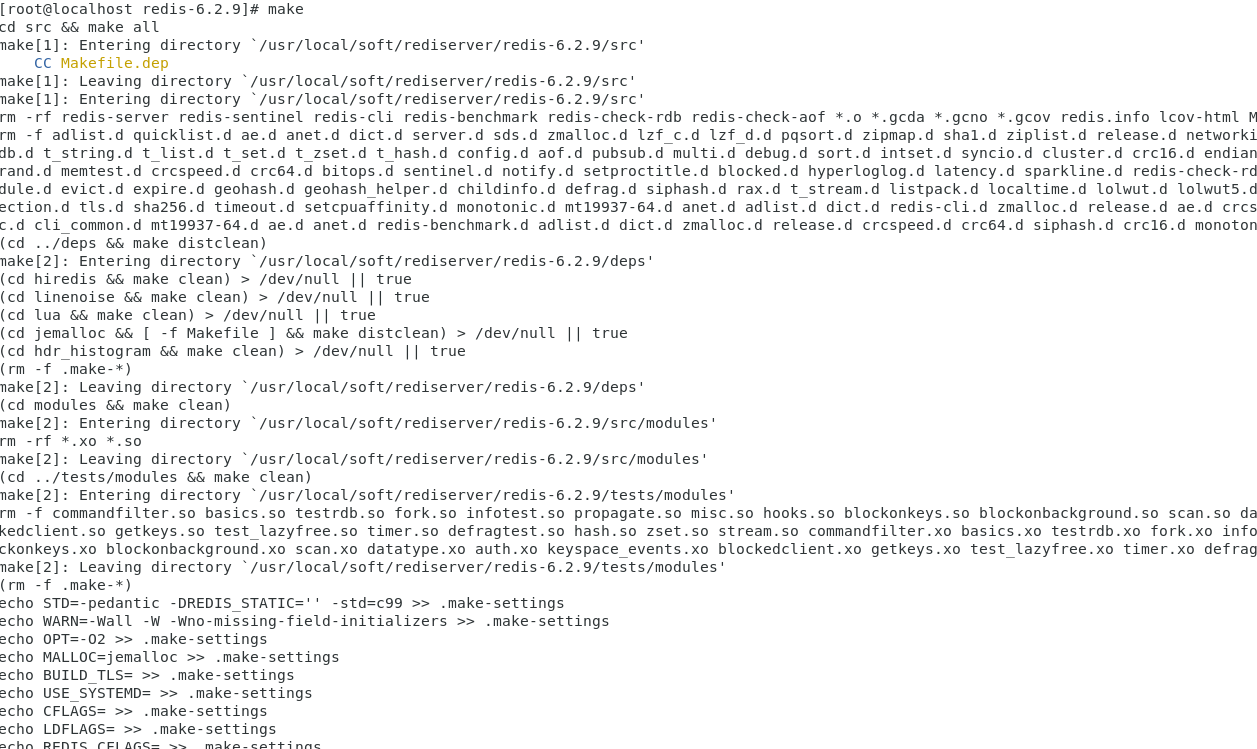 [root@localhost redis-6.2.9]# make
cd src && make all
make[1]: Entering directory `/usr/local/soft/rediserver/redis-6.2.9/src'
CC Makefile.dep
make[1]: Leaving directory `/usr/local/soft/rediserver/redis-6.2.9/src'
make[1]: Entering directory `/usr/local/soft/rediserver/redis-6.2.9/src'
rm -rf redis-server redis-sentinel redis-cli redis-benchmark redis-check-rdb redis-check-aof *.o *.gcda *.gcno *.gcov redis.info lcov-html M
rm -f adlist.d quicklist.d ae.d anet.d dict.d server.d sds.d zmalloc.d lzf_c.d lzf_d.d pqsort.d zipmap.d sha1.d ziplist.d release.d networki
db.d t_string.d t_list.d t_set.d t_zset.d t_hash.d config.d aof.d pubsub.d multi.d debug.d sort.d intset.d syncio.d cluster.d crc16.d endian
rand.d memtest.d crcspeed.d crc64.d bitops.d sentinel.d notify.d setproctitle.d blocked.d hyperloglog.d latency.d sparkline.d redis-check-rd
dule.d evict.d expire.d geohash.d geohash_helper.d childinfo.d defrag.d siphash.d rax.d t_stream.d listpack.d localtime.d lolwut.d lolwut5.d
ection.d tls.d sha256.d timeout.d setcpuaffinity.d monotonic.d mt19937-64.d anet.d adlist.d dict.d redis-cli.d zmalloc.d release.d ae.d crcs
c.d cli_common.d mt19937-64.d ae.d anet.d redis-benchmark.d adlist.d dict.d zmalloc.d release.d crcspeed.d crc64.d siphash.d crc16.d monoton
(cd ../deps && make distclean)
make[2]: Entering directory `/usr/local/soft/rediserver/redis-6.2.9/deps'
(cd hiredis && make clean) > /dev/null || true
(cd linenoise && make clean) > /dev/null || true
(cd lua && make clean) > /dev/null || true
(cd jemalloc && [ -f Makefile ] && make distclean) > /dev/null || true
(cd hdr_histogram && make clean) > /dev/null || true
(rm -f .make-*)
make[2]: Leaving directory `/usr/local/soft/rediserver/redis-6.2.9/deps'
(cd modules && make clean)
make[2]: Entering directory `/usr/local/soft/rediserver/redis-6.2.9/src/modules'
rm -rf *.xo *.so
make[2]: Leaving directory `/usr/local/soft/rediserver/redis-6.2.9/src/modules'
(cd ../tests/modules && make clean)
make[2]: Entering directory `/usr/local/soft/rediserver/redis-6.2.9/tests/modules'
rm -f commandfilter.so basics.so testrdb.so fork.so infotest.so propagate.so misc.so hooks.so blockonkeys.so blockonbackground.so scan.so da
kedclient.so getkeys.so test_lazyfree.so timer.so defragtest.so hash.so zset.so stream.so commandfilter.xo basics.xo testrdb.xo fork.xo info
ckonkeys.xo blockonbackground.xo scan.xo datatype.xo auth.xo keyspace_events.xo blockedclient.xo getkeys.xo test_lazyfree.xo timer.xo defrag
make[2]: Leaving directory `/usr/local/soft/rediserver/redis-6.2.9/tests/modules'
(rm -f .make-*)
echo STD=-pedantic -DREDIS_STATIC='' -std=c99 >> .make-settings
echo WARN=-Wall -W -Wno-missing-field-initializers >> .make-settings
echo OPT=-O2 >> .make-settings
echo MALLOC=jemalloc >> .make-settings
echo BUILD_TLS= >> .make-settings
echo USE_SYSTEMD= >> .make-settings
echo CFLAGS= >> .make-settings
echo LDFLAGS= >> .make-settings
echo REDIS_CFLAGS= >> .make-settings